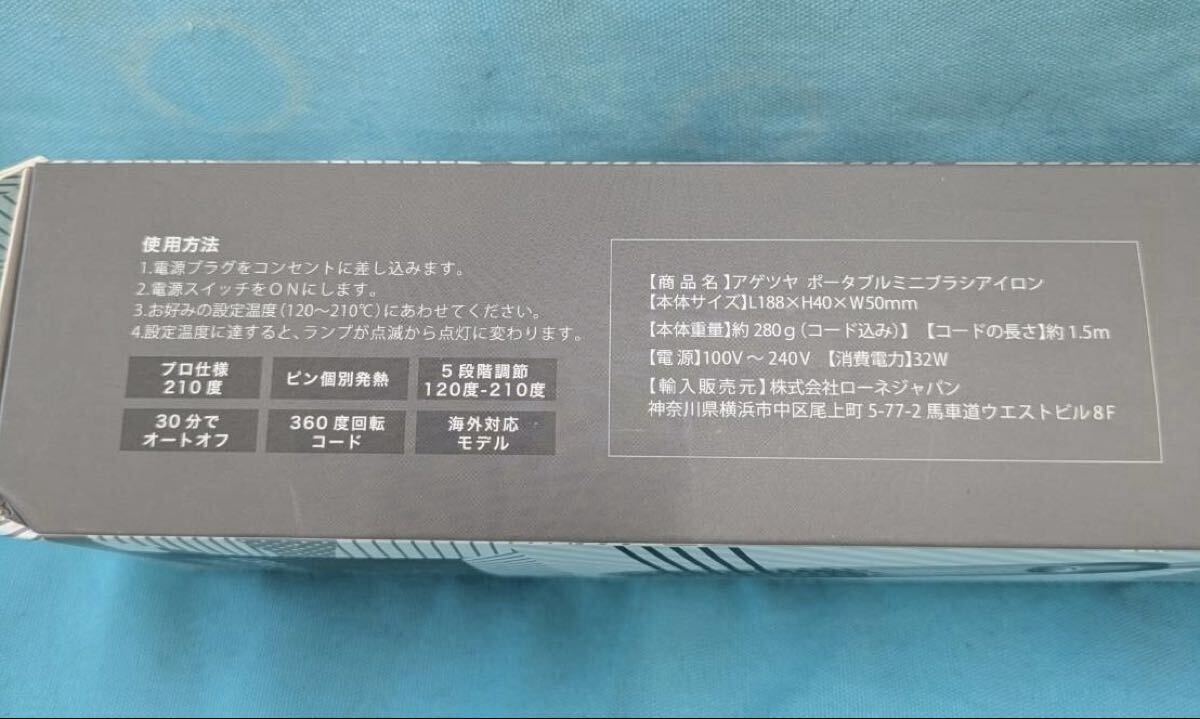 使用方法
1.電源プラグをコンセントに差し込みます。
2.電源スイッチをONにします。
3.お好みの設定温度(120~210℃)にあわせてください。
4.設定温度に達すると、ランプが点滅から点灯に変わります。
プロ仕様
210度
ピン個別発熱
5段階調節
120度-210度
30分で
オートオフ
360度回転
コード
海外対応
モデル
【商品名】アゲツヤ ポータブルミニブラシアイロン
【本体サイズ】L188×H40×W50mm
【本体重量】約280g(コード込み)】 【コードの長さ】約1.5m
【電源】100V～240V 【消費電力】32W
【輸入販売元】株式会社ローネジャパン
神奈川県横浜市中区尾上町5-77-2 馬車道ウエストビル8F